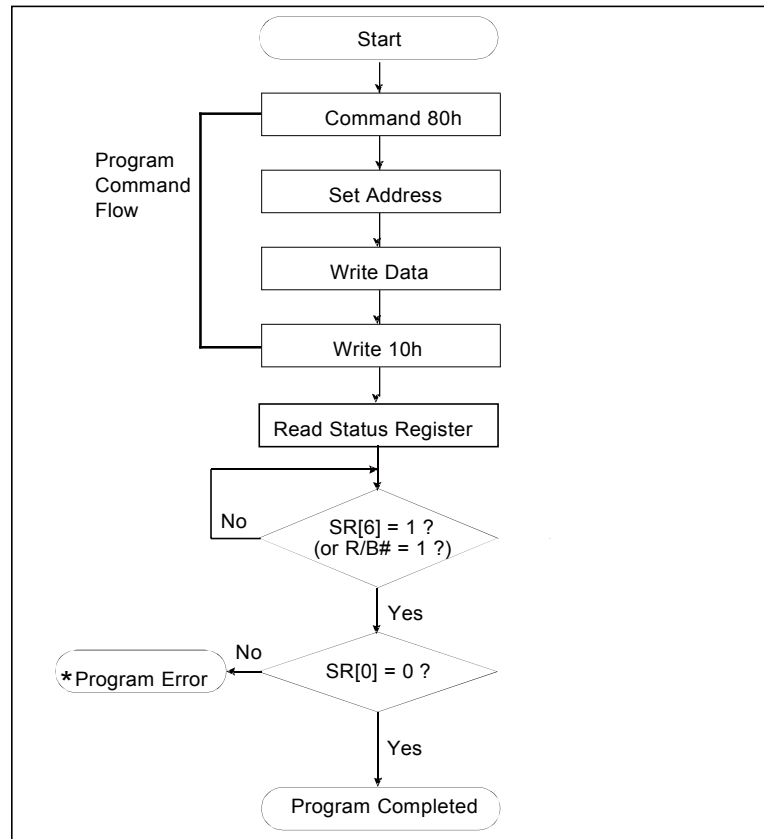 Start
Command 80h
Program
Command
Flow
Set Address
Write Data
Write 10h
Read Status Register
No
SR[6] = 1 ?
(or R/B# = 1 ?)
Yes
No
*Program Error
SR[0] = 0 ?
Yes
Program Completed